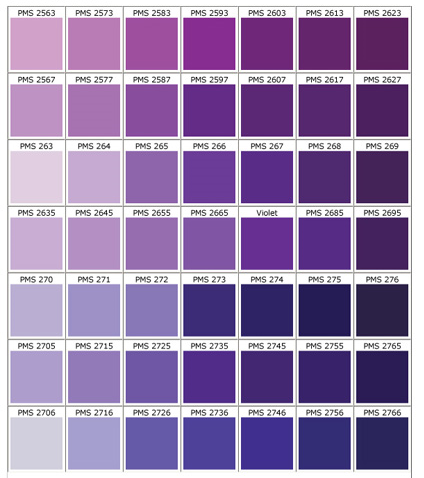 PMS 2563 PMS 2573 PMS 2583 PMS 2593 PMS 2603 PMS 2613 PMS 2623
PMS 2567 PMS 2577 PMS 2587 PMS 2597 PMS 2607 PMS 2617 PMS 2627
PMS 263 PMS 264 PMS 265 PMS 266 PMS 267 PMS 268 PMS 269
PMS 2635 PMS 2645 PMS 2655 PMS 2665 Violet PMS 2685 PMS 2695
PMS 270 PMS 271 PMS 272 PMS 273 PMS 274 PMS 275 PMS 276
PMS 2705 PMS 2715 PMS 2725 PMS 2735 PMS 2745 PMS 2755 PMS 2765
PMS 2706 PMS 2716 PMS 2726 PMS 2736 PMS 2746 PMS 2756 PMS 2766